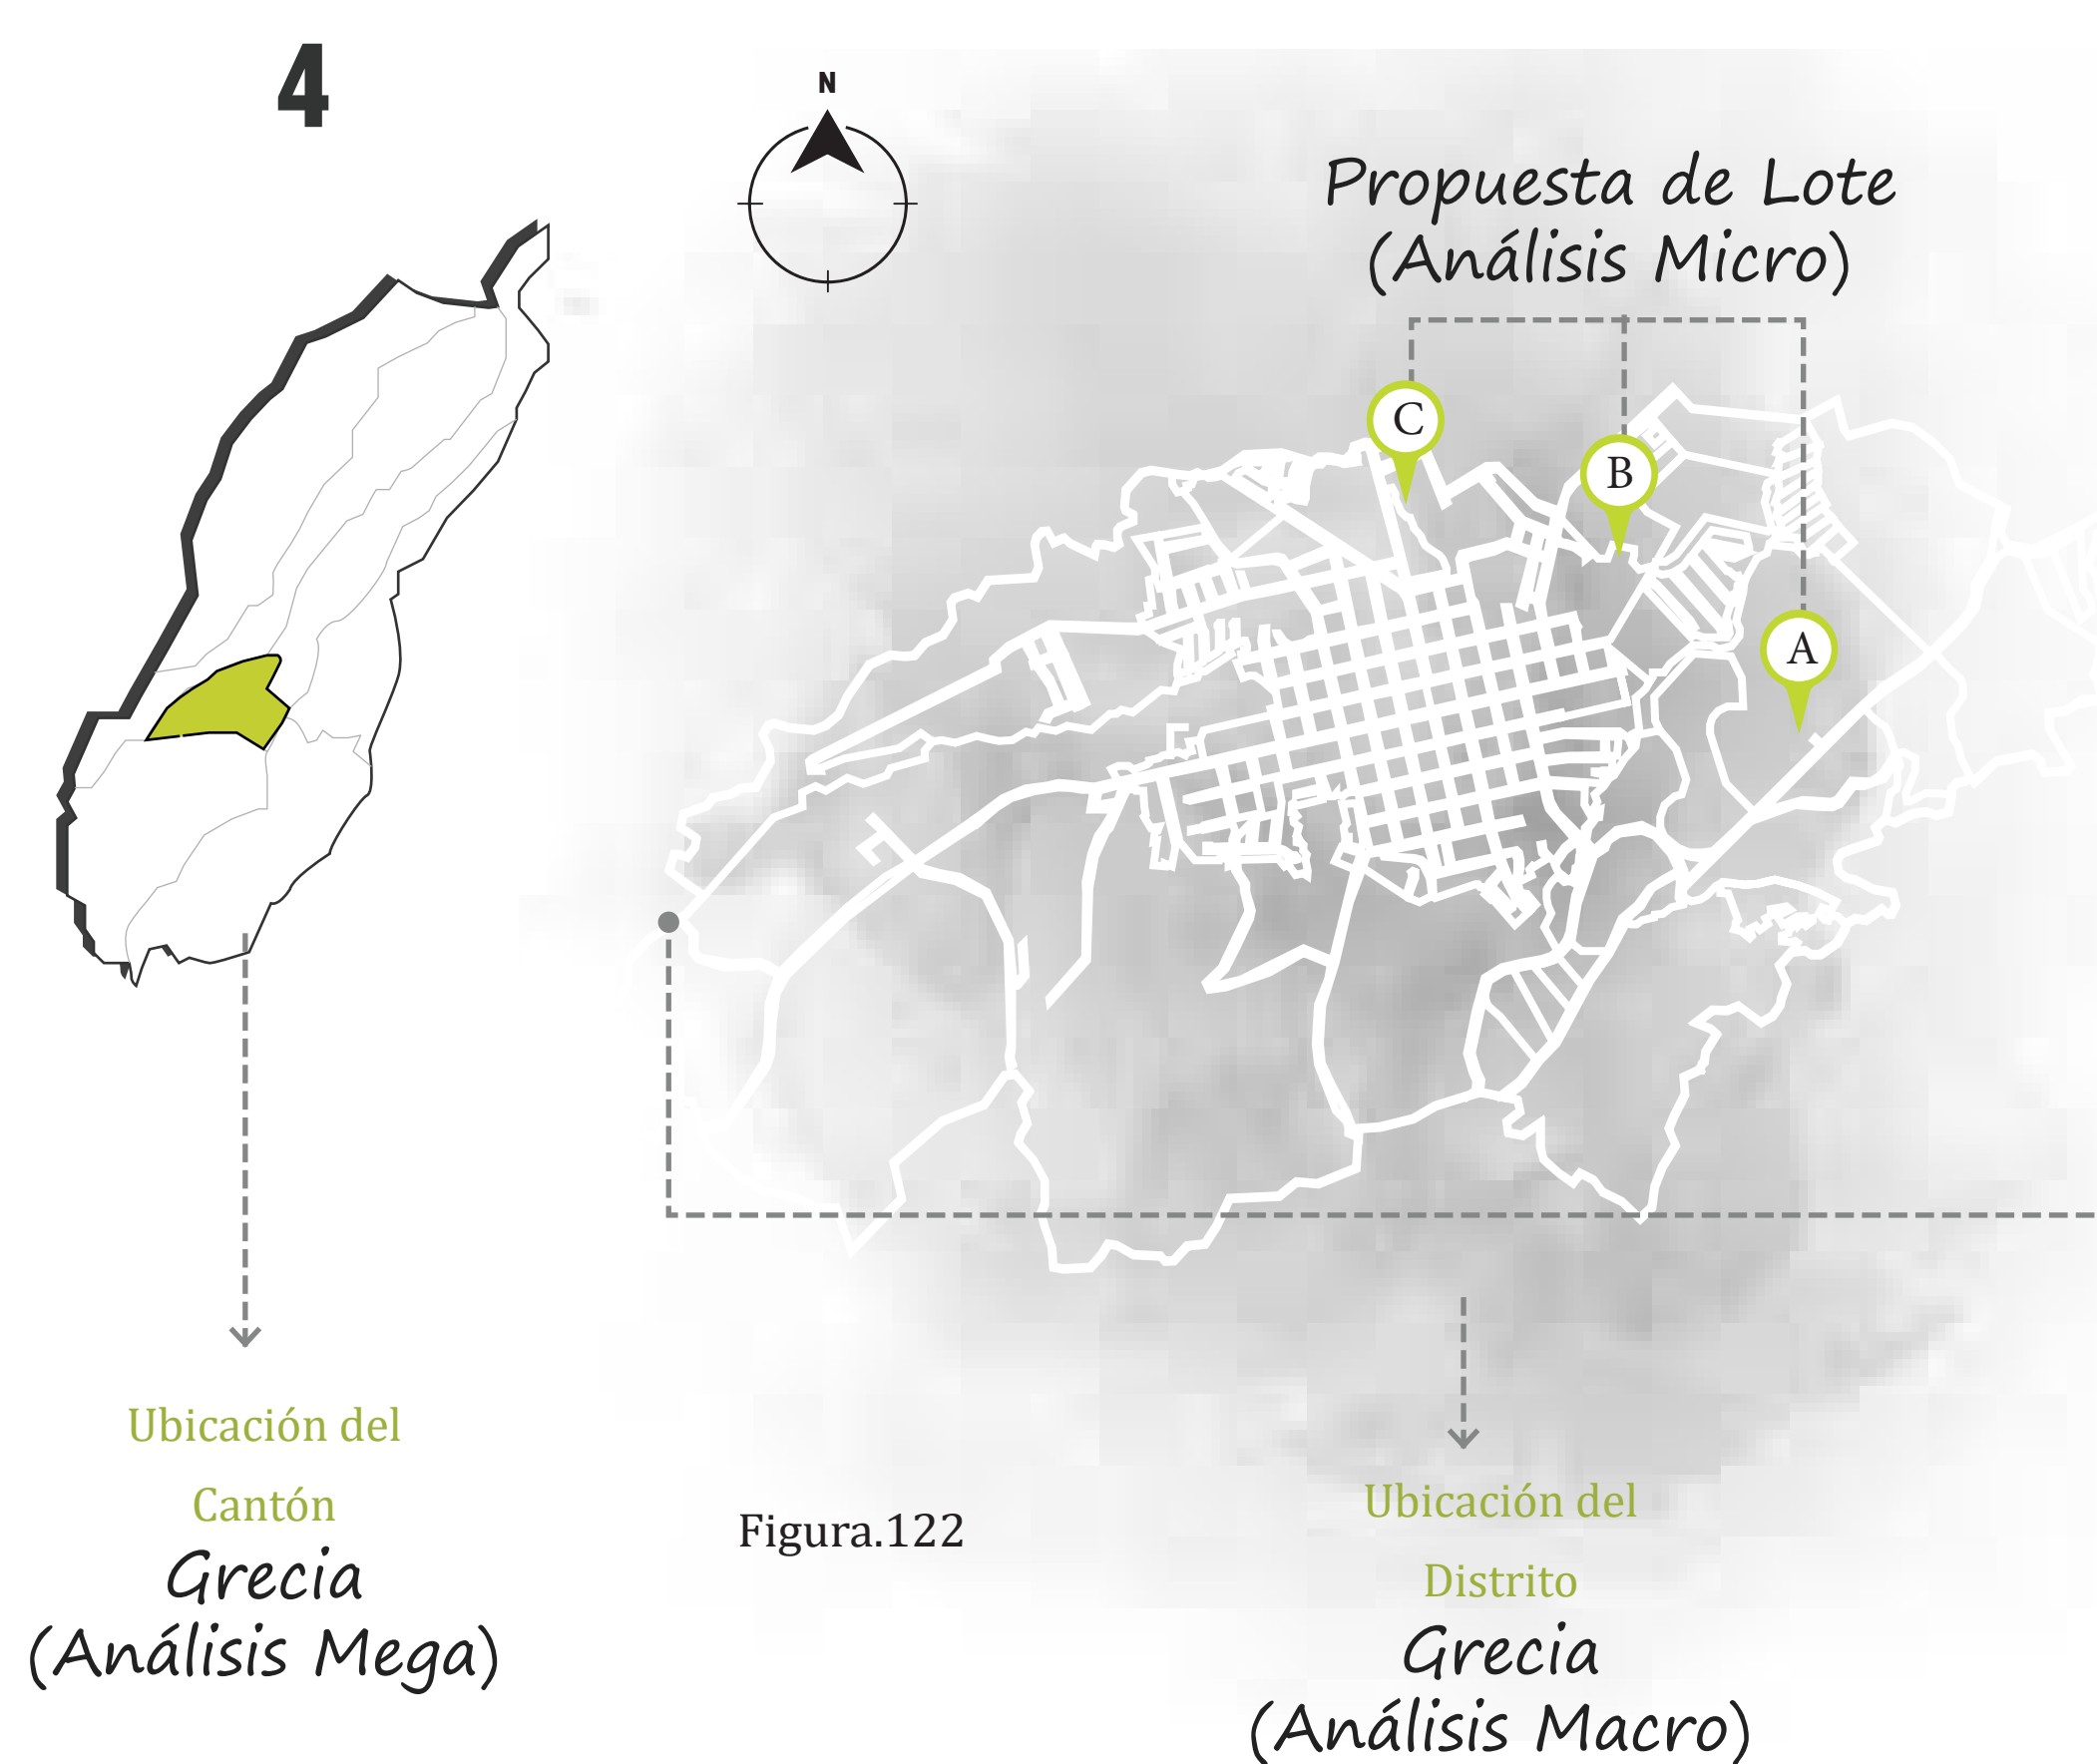 4
N
Propuesta de Lote
(Análisis Micro)
C
B
A
Ubicación del
Cantón
Grecia
(Análisis Mega)
Figura.122
Ubicación del
Distrito
Grecia
(Análisis Macro)